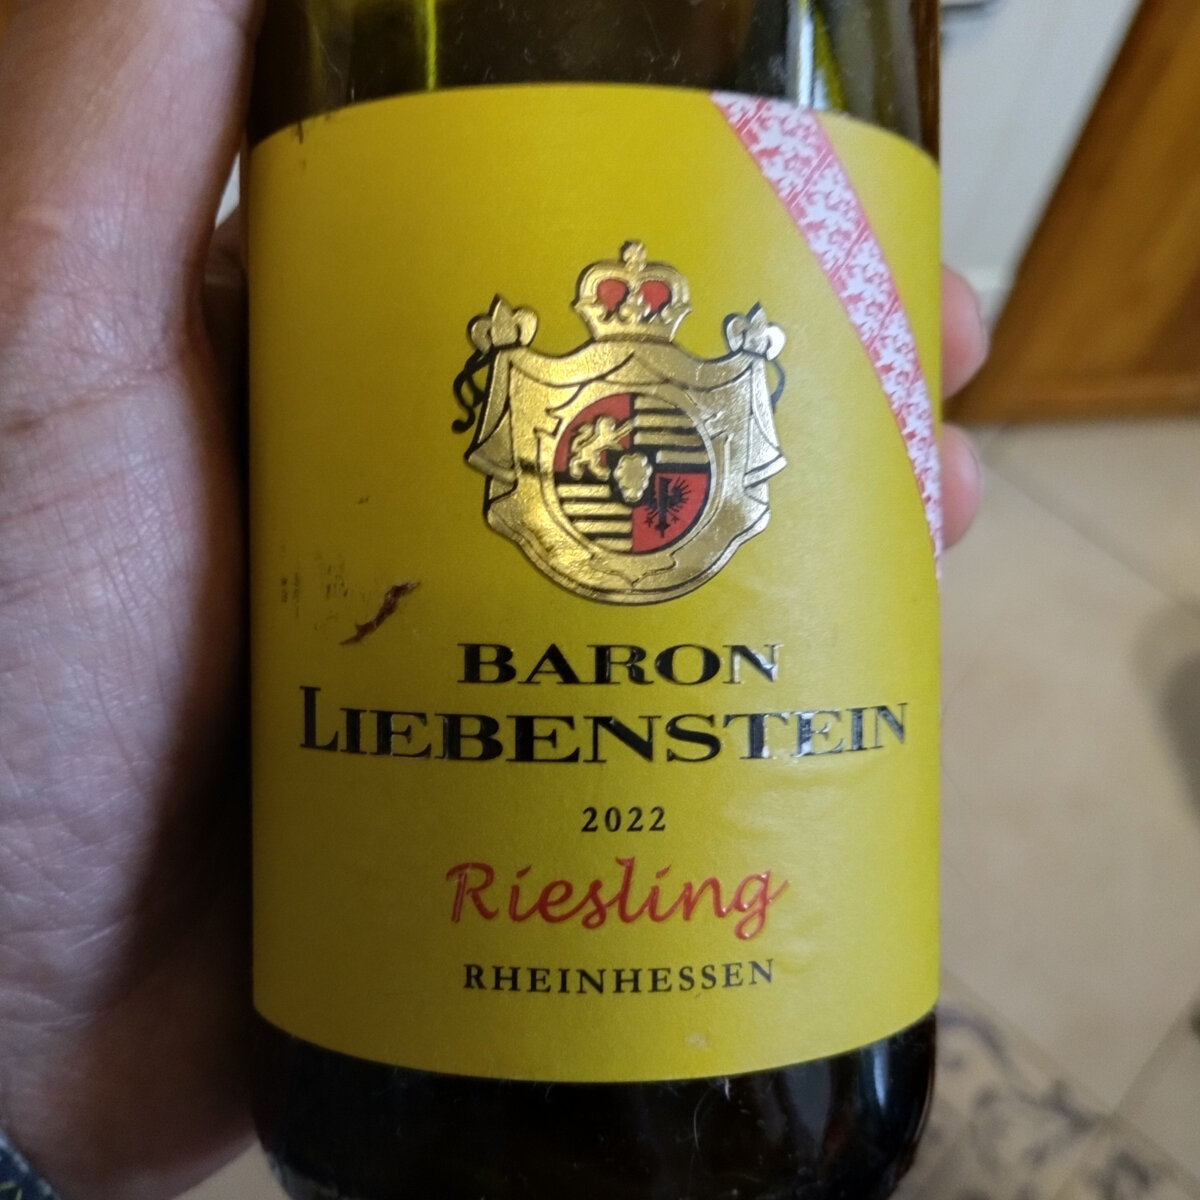 BARON
LIEBENSTEIN
2022
Riesling
RHEINHESSEN